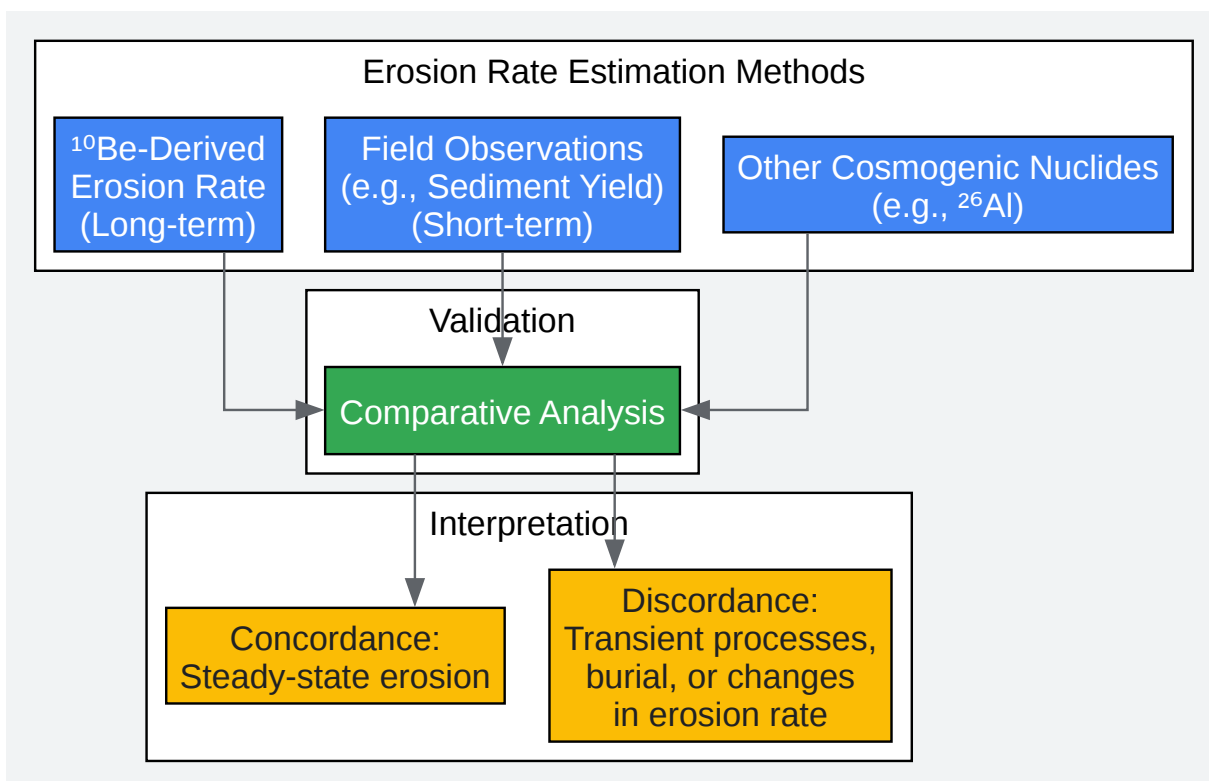 Erosion Rate Estimation Methods
¹⁰Be-Derived
Erosion Rate
(Long-term)
Field Observations
(e.g., Sediment Yield)
(Short-term)
Other Cosmogenic Nuclides
(e.g., ²⁶Al)
Validation
Comparative Analysis
Interpretation
Concordance:
Steady-state erosion
Discordance:
Transient processes,
burial, or changes
in erosion rate